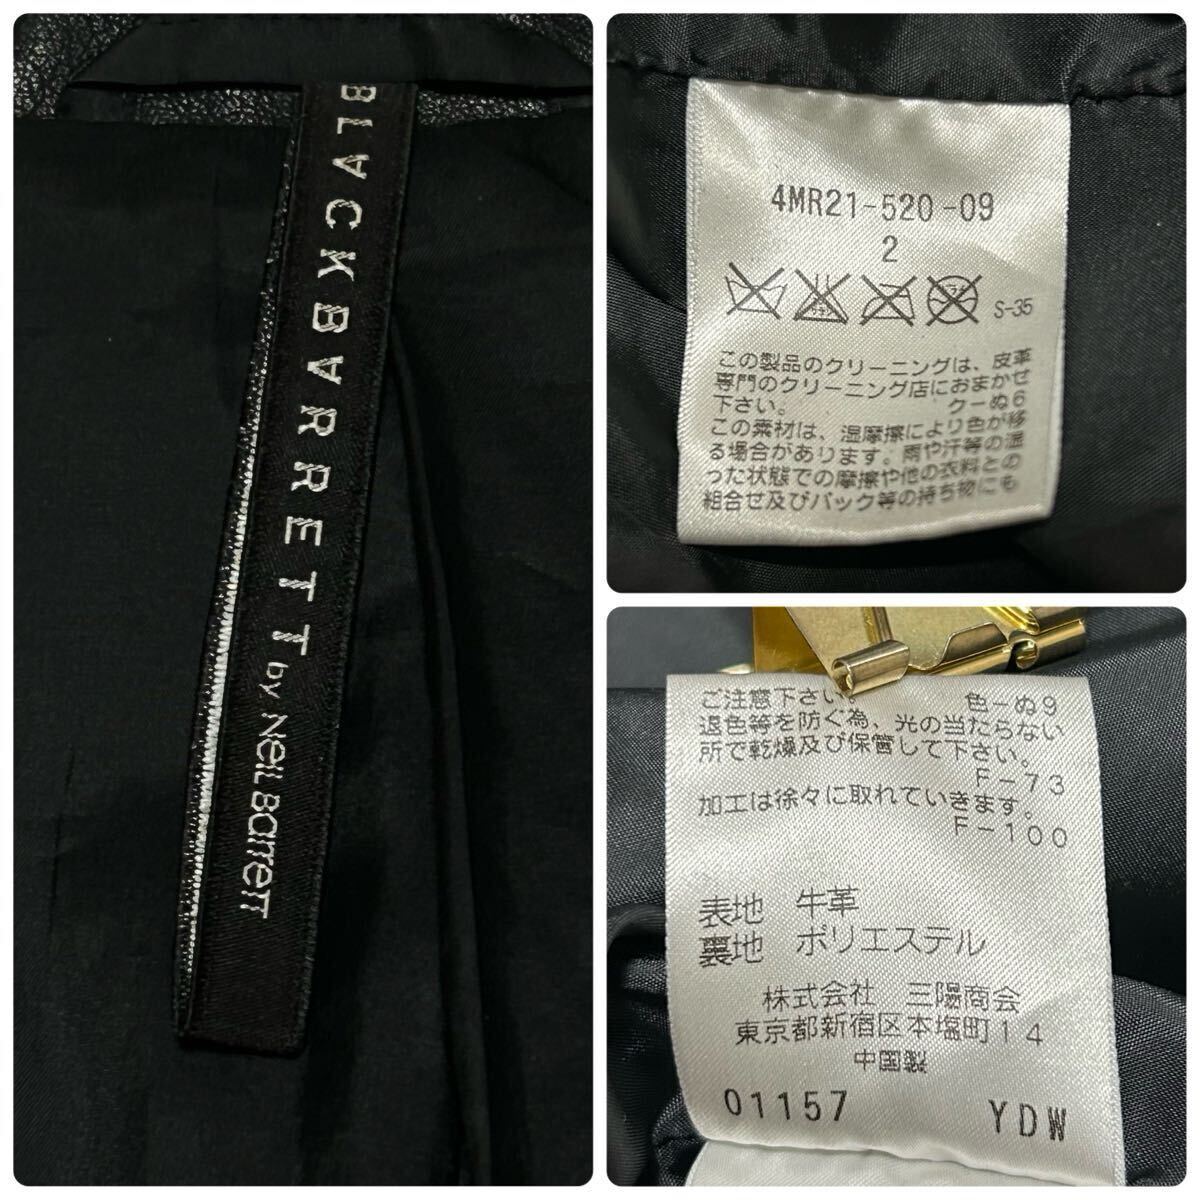 BLACKBARRETT by NEIL Barrett
4MR21-520-09
2
S-35
この製品のクリーニングは、皮革
専門のクリーニング店におまかせ
下さい。 クーぬ6
この素材は、湿摩擦により色が移
る場合があります。雨や汗等の湿
った状態での摩擦や他の衣料との
組合せ及びバック等の持ち物にも
ご注意下さい。 色ーぬ9
退色等を防ぐ為、光の当たらない
所で乾燥及び保管して下さい。
F-73
加工は徐々に取れていきます。
F-100
表地 牛革
裏地 ポリエステル
株式会社 三陽商会
東京都新宿区本塩町14
中国製
01157 YDW